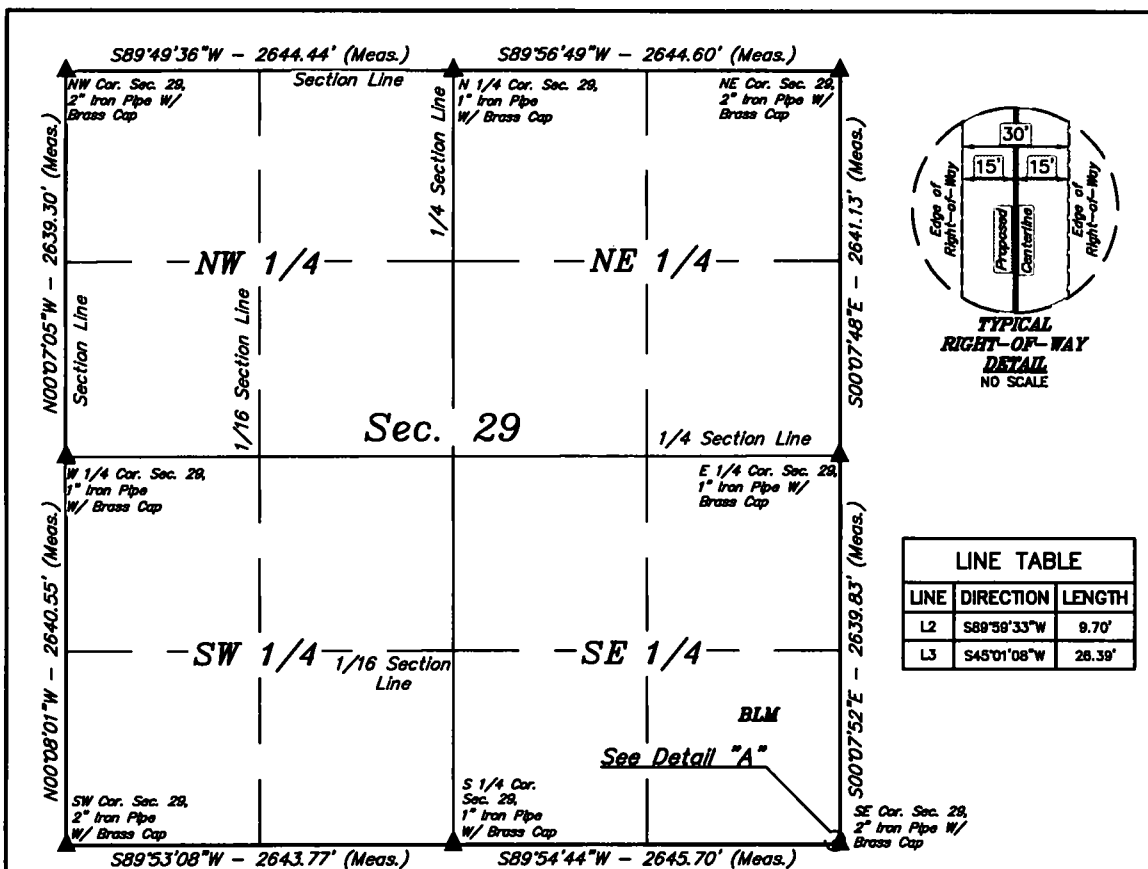 S89°49'36"W - 2644.44' (Meas.)
S89°56'49"W - 2644.60' (Meas.)
Section Line
NW Cor. Sec. 29,
2" Iron Pipe W/
Brass Cap
N 1/4 Cor. Sec. 29,
1" Iron Pipe
W/ Brass Cap
NE Cor. Sec. 29,
2" Iron Pipe W/
Brass Cap
N00°07'05"W - 2639.30' (Meas.)
Section Line
1/4 Section Line
1/16 Section Line
S00°07'48"E - 2641.13' (Meas.)
NW 1/4
NE 1/4
30'
15'
15'
Edge of
Right-of-Way
Proposed
Centerline
Edge of
Right-of-Way
TYPICAL
RIGHT-OF-WAY
DETAIL
NO SCALE
Sec. 29
1/4 Section Line
W 1/4 Cor. Sec. 29,
1" Iron Pipe
W/ Brass Cap
E 1/4 Cor. Sec. 29,
1" Iron Pipe W/
Brass Cap
N00°08'01"W - 2640.55' (Meas.)
S00°07'52"E - 2639.83' (Meas.)
LINE TABLE
LINE DIRECTION LENGTH
L2 S89°59'33"W 9.70'
L3 S45°01'08"W 26.39'
SW 1/4
1/16 Section
Line
SE 1/4
BLM
See Detail "A"
SW Cor. Sec. 29,
2" Iron Pipe
W/ Brass Cap
S 1/4 Cor.
Sec. 29,
1" Iron Pipe
W/ Brass Cap
SE Cor. Sec. 29,
2" Iron Pipe W/
Brass Cap
S89°53'08"W - 2643.77' (Meas.)
S89°54'44"W - 2645.70' (Meas.)